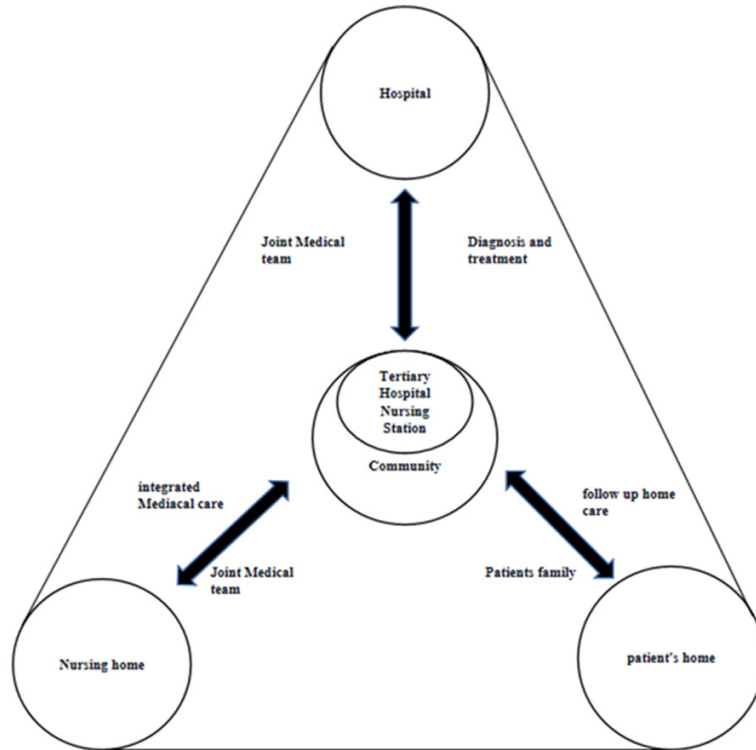 Hospital
Joint Medical
team
Diagnosis and
treatment
Tertiary
Hospital
Nursing
Station
Community
integrated
Mediacal care
follow up home
care
Joint Medical
team
Patients family
Nursing home
patient's home